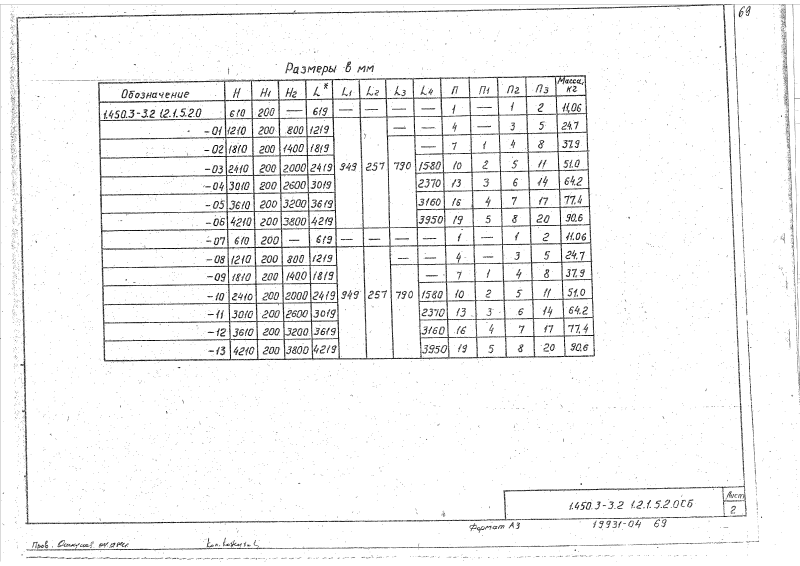 69
Размеры в мм
Обозначение H H1 H2 L* L1 L2 L3 L4 П П1 П2 П3 Масса, кг
1.450.3-3.2 1.2.1.5.2.0 610 200 — 619 1 — 1 2 11,06
-01 1210 200 800 1219 — — 4 — 3 5 24.7
-02 1810 200 1400 1819 — 7 1 4 8 37.9
-03 2410 200 2000 2419 949 257 790 1580 10 2 5 11 51.0
-04 3010 200 2600 3019 2370 13 3 6 14 64.2
-05 3610 200 3200 3619 3160 16 4 7 17 77.4
-06 4210 200 3800 4219 3950 19 5 8 20 90.6
-07 610 200 — 619 — — — — 1 — 1 2 11.06
-08 1210 200 800 1219 — — 4 — 3 5 24.7
-09 1810 200 1400 1819 — 7 1 4 8 37.9
-10 2410 200 2000 2419 949 257 790 1580 10 2 5 11 51.0
-11 3010 200 2600 3019 2370 13 3 6 14 64.2
-12 3610 200 3200 3619 3160 16 4 7 17 77.4
-13 4210 200 3800 4219 3950 19 5 8 20 90.6
1.450.3-3.2 1.2.1.5.2.0СБ
Лист
2
Формат А3
19931-04 69
Пров.